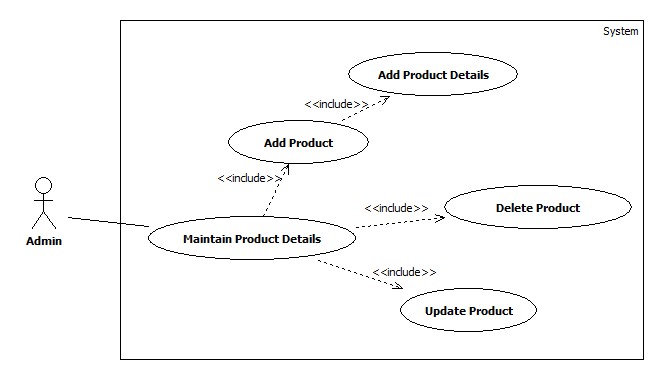 System
Add Product Details
<<include>>
Add Product
<<include>>
Admin
Maintain Product Details
<<include>>
Delete Product
<<include>>
Update Product